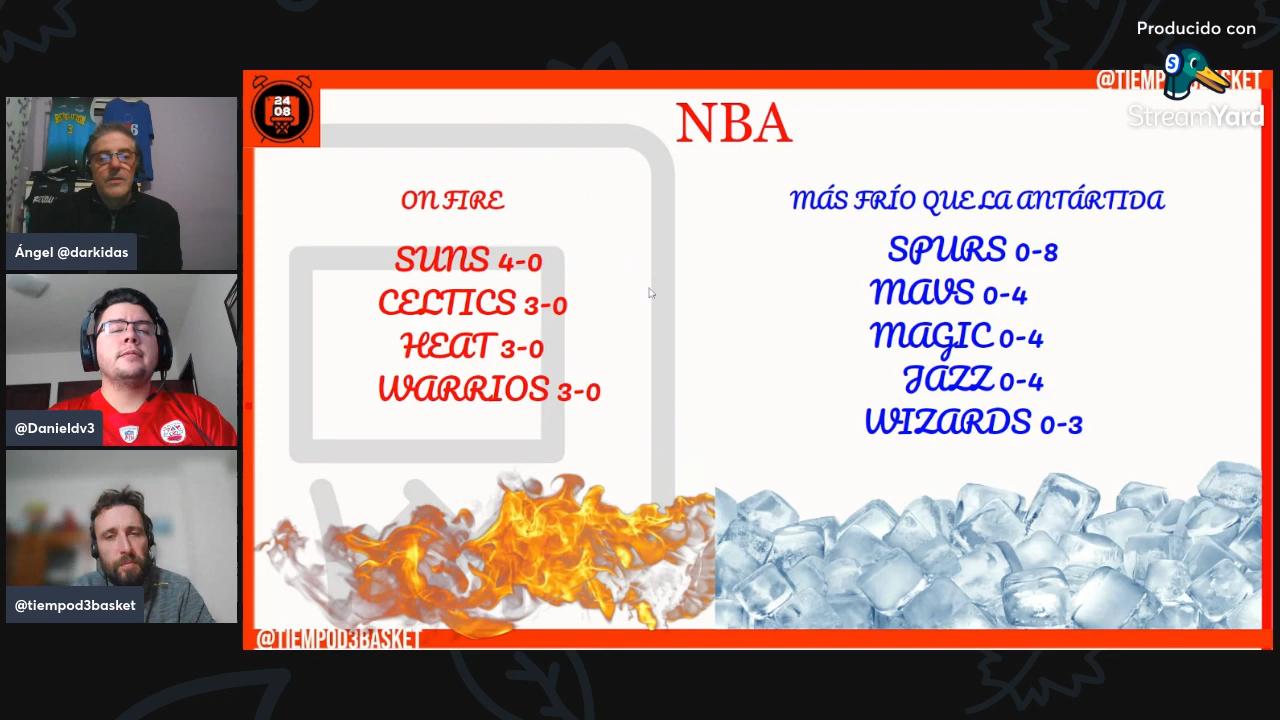 Producido con
S
StreamYard
24
08
NBA
ON FIRE
SUNS 4-0
CELTICS 3-0
HEAT 3-0
WARRIOS 3-0
MÁS FRÍO QUE LA ANTÁRTIDA
SPURS 0-8
MAVS 0-4
MAGIC 0-4
JAZZ 0-4
WIZARDS 0-3
@TIEMPOD3BASKET
Ángel @darkidas
@Danieldv3
@tiempod3basket